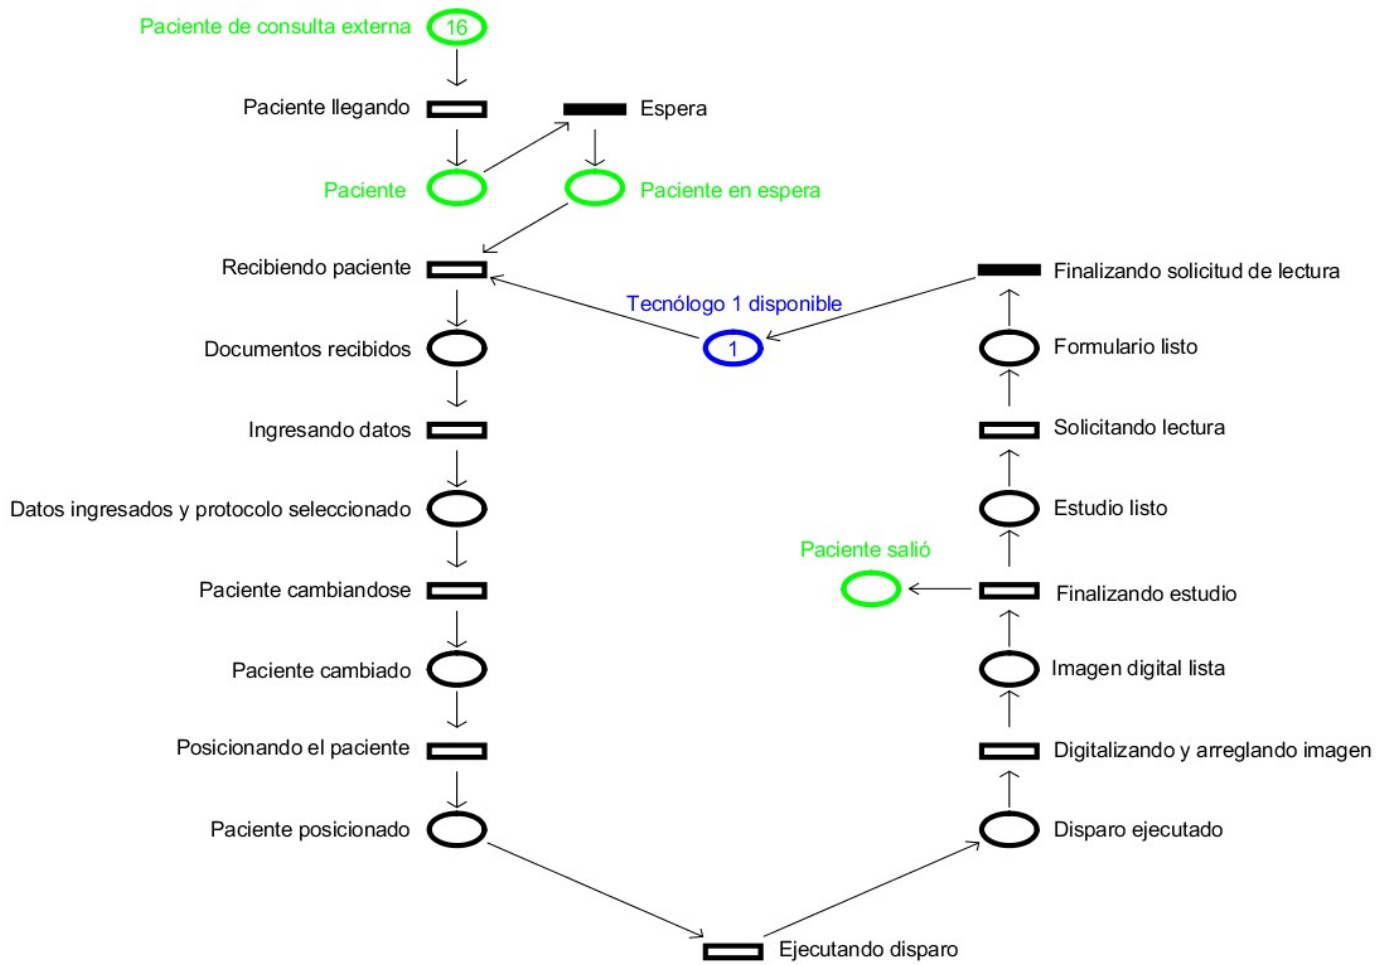 Paciente de consulta externa
16
Paciente llegando
Espera
Paciente
Paciente en espera
Recibiendo paciente
Finalizando solicitud de lectura
Tecnólogo 1 disponible
Documentos recibidos
1
Formulario listo
Ingresando datos
Solicitando lectura
Datos ingresados y protocolo seleccionado
Estudio listo
Paciente salió
Paciente cambiandose
Finalizando estudio
Paciente cambiado
Imagen digital lista
Posicionando el paciente
Digitalizando y arreglando imagen
Paciente posicionado
Disparo ejecutado
Ejecutando disparo